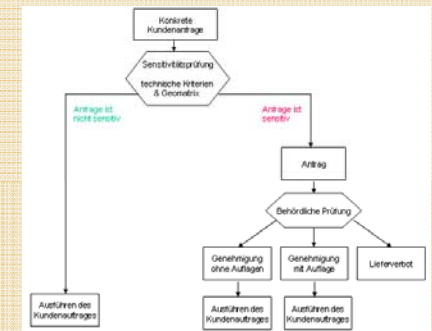 Konkrete
Kundenanfrage
Sensitivitätsprüfung
technische Kriterien
& Geomatrix
Anfrage ist
nicht sensitiv
Anfrage ist
sensitiv
Antrag
Behördliche Prüfung
Genehmigung
ohne Auflagen
Genehmigung
mit Auflage
Lieferverbot
Ausführen des
Kundenauftrages
Ausführen des
Kundenauftrages
Ausführen des
Kundenauftrages